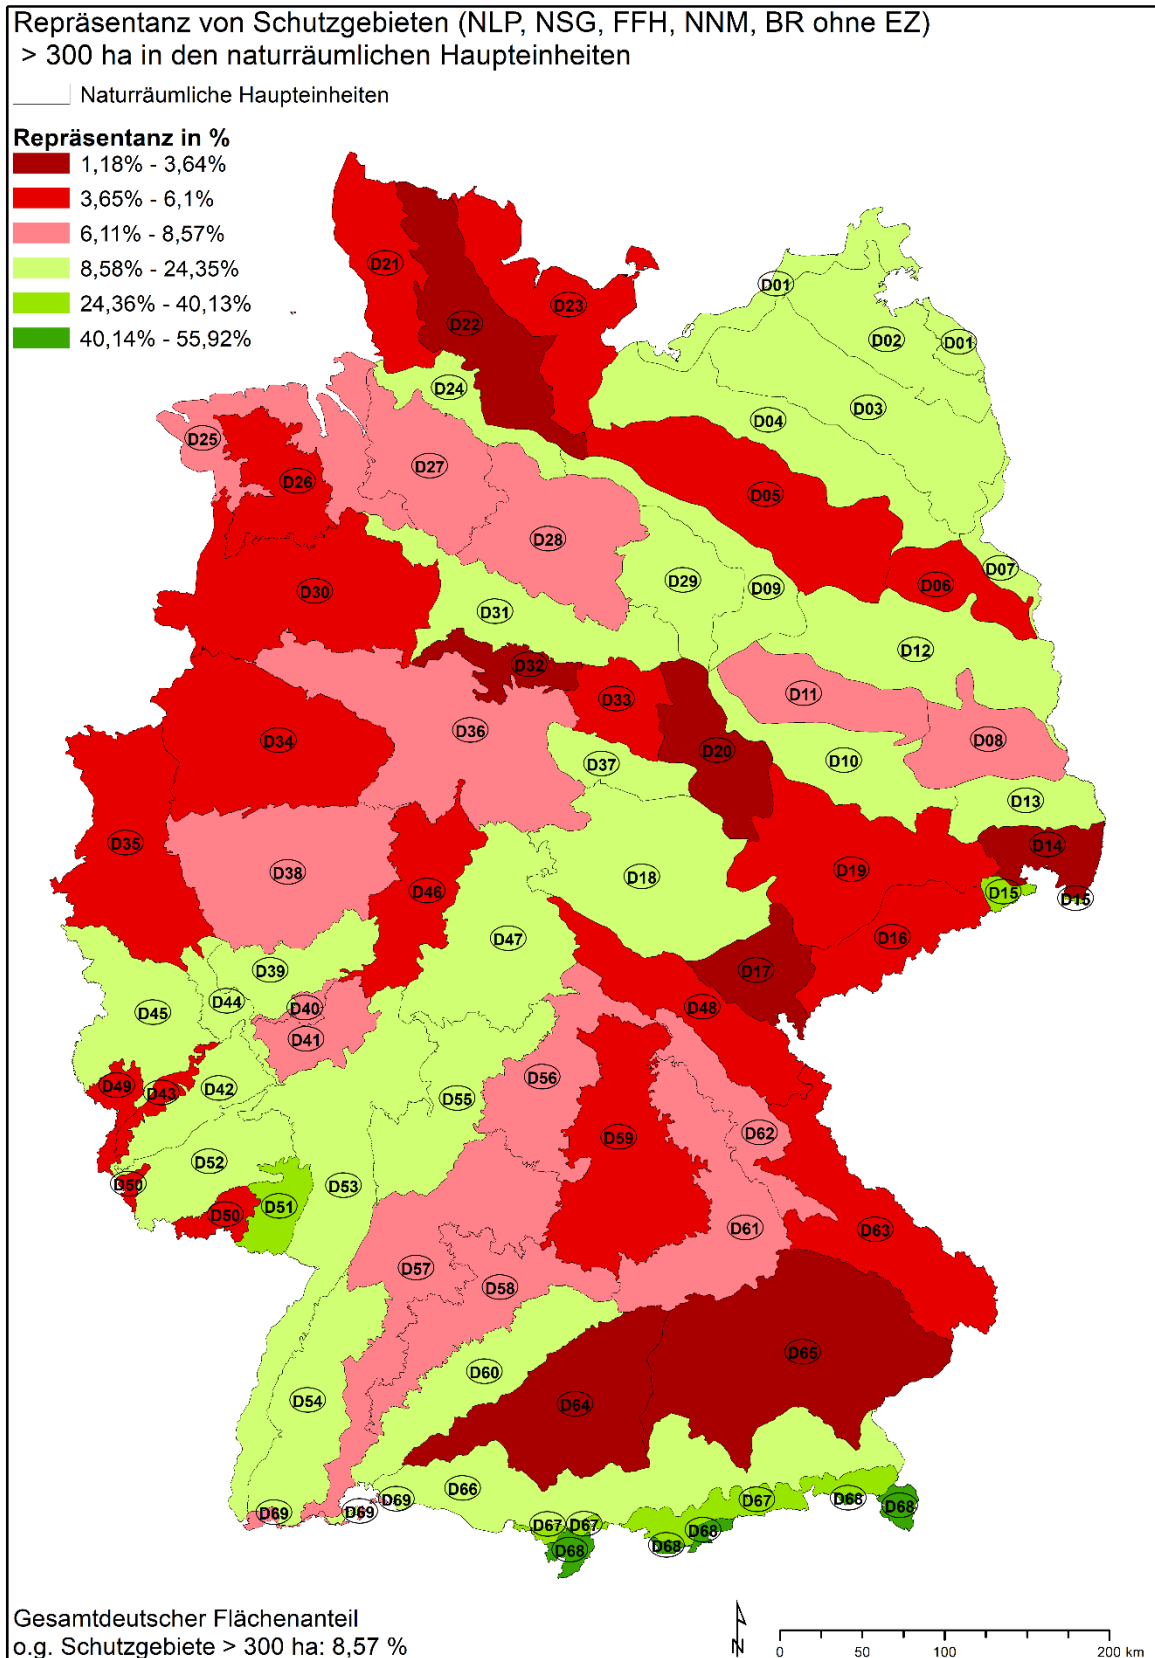 Repräsentanz von Schutzgebieten (NLP, NSG, FFH, NNM, BR ohne EZ)
> 300 ha in den naturräumlichen Haupteinheiten
Naturräumliche Haupteinheiten
Repräsentanz in %
1,18% - 3,64%
3,65% - 6,1%
6,11% - 8,57%
8,58% - 24,35%
24,36% - 40,13%
40,14% - 55,92%
D21
D01
D23
D22
D02
D01
D24
D03
D04
D25
D27
D26
D05
D28
D07
D29
D06
D09
D30
D31
D12
D32
D11
D33
D36
D08
D34
D20
D10
D37
D13
D35
D14
D38
D19
D18
D46
D15
D15
D47
D16
D39
D17
D44
D48
D40
D45
D41
D56
D49
D42
D43
D55
D62
D59
D52
D50
D53
D51
D50
D61
D63
D57
D58
D65
D60
D54
D64
D66
D69
D67
D68
D68
D69
D69
D67
D67
D68
D68
D68
Gesamtdeutscher Flächenanteil
o.g. Schutzgebiete > 300 ha: 8,57 %
N
0 50 100 200 km